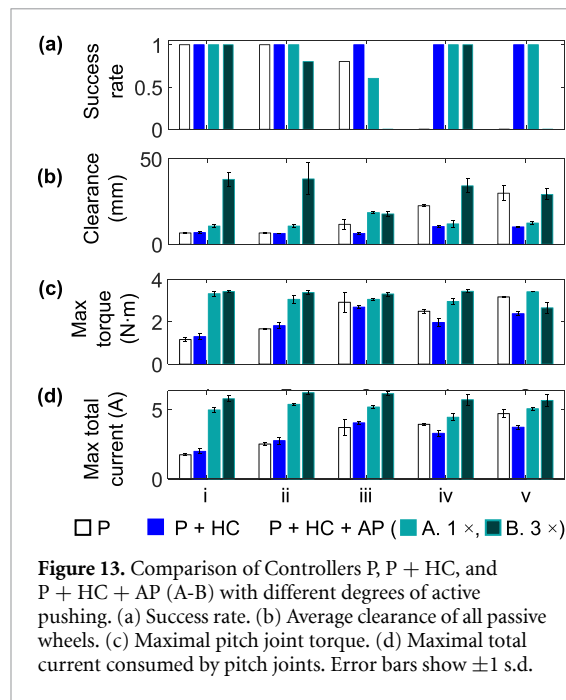 (a)
Success
rate
1
0.5
0
(b)
Clearance
(mm)
50
0
(c)
Max
torque
(N·m)
4
2
0
(d)
Max total
current (A)
5
0
i ii iii iv v
P P + HC P + HC + AP ( A. 1 ×, B. 3 ×)
Figure 13. Comparison of Controllers P, P + HC, and
P + HC + AP (A-B) with different degrees of active
pushing. (a) Success rate. (b) Average clearance of all passive
wheels. (c) Maximal pitch joint torque. (d) Maximal total
current consumed by pitch joints. Error bars show ±1 s.d.